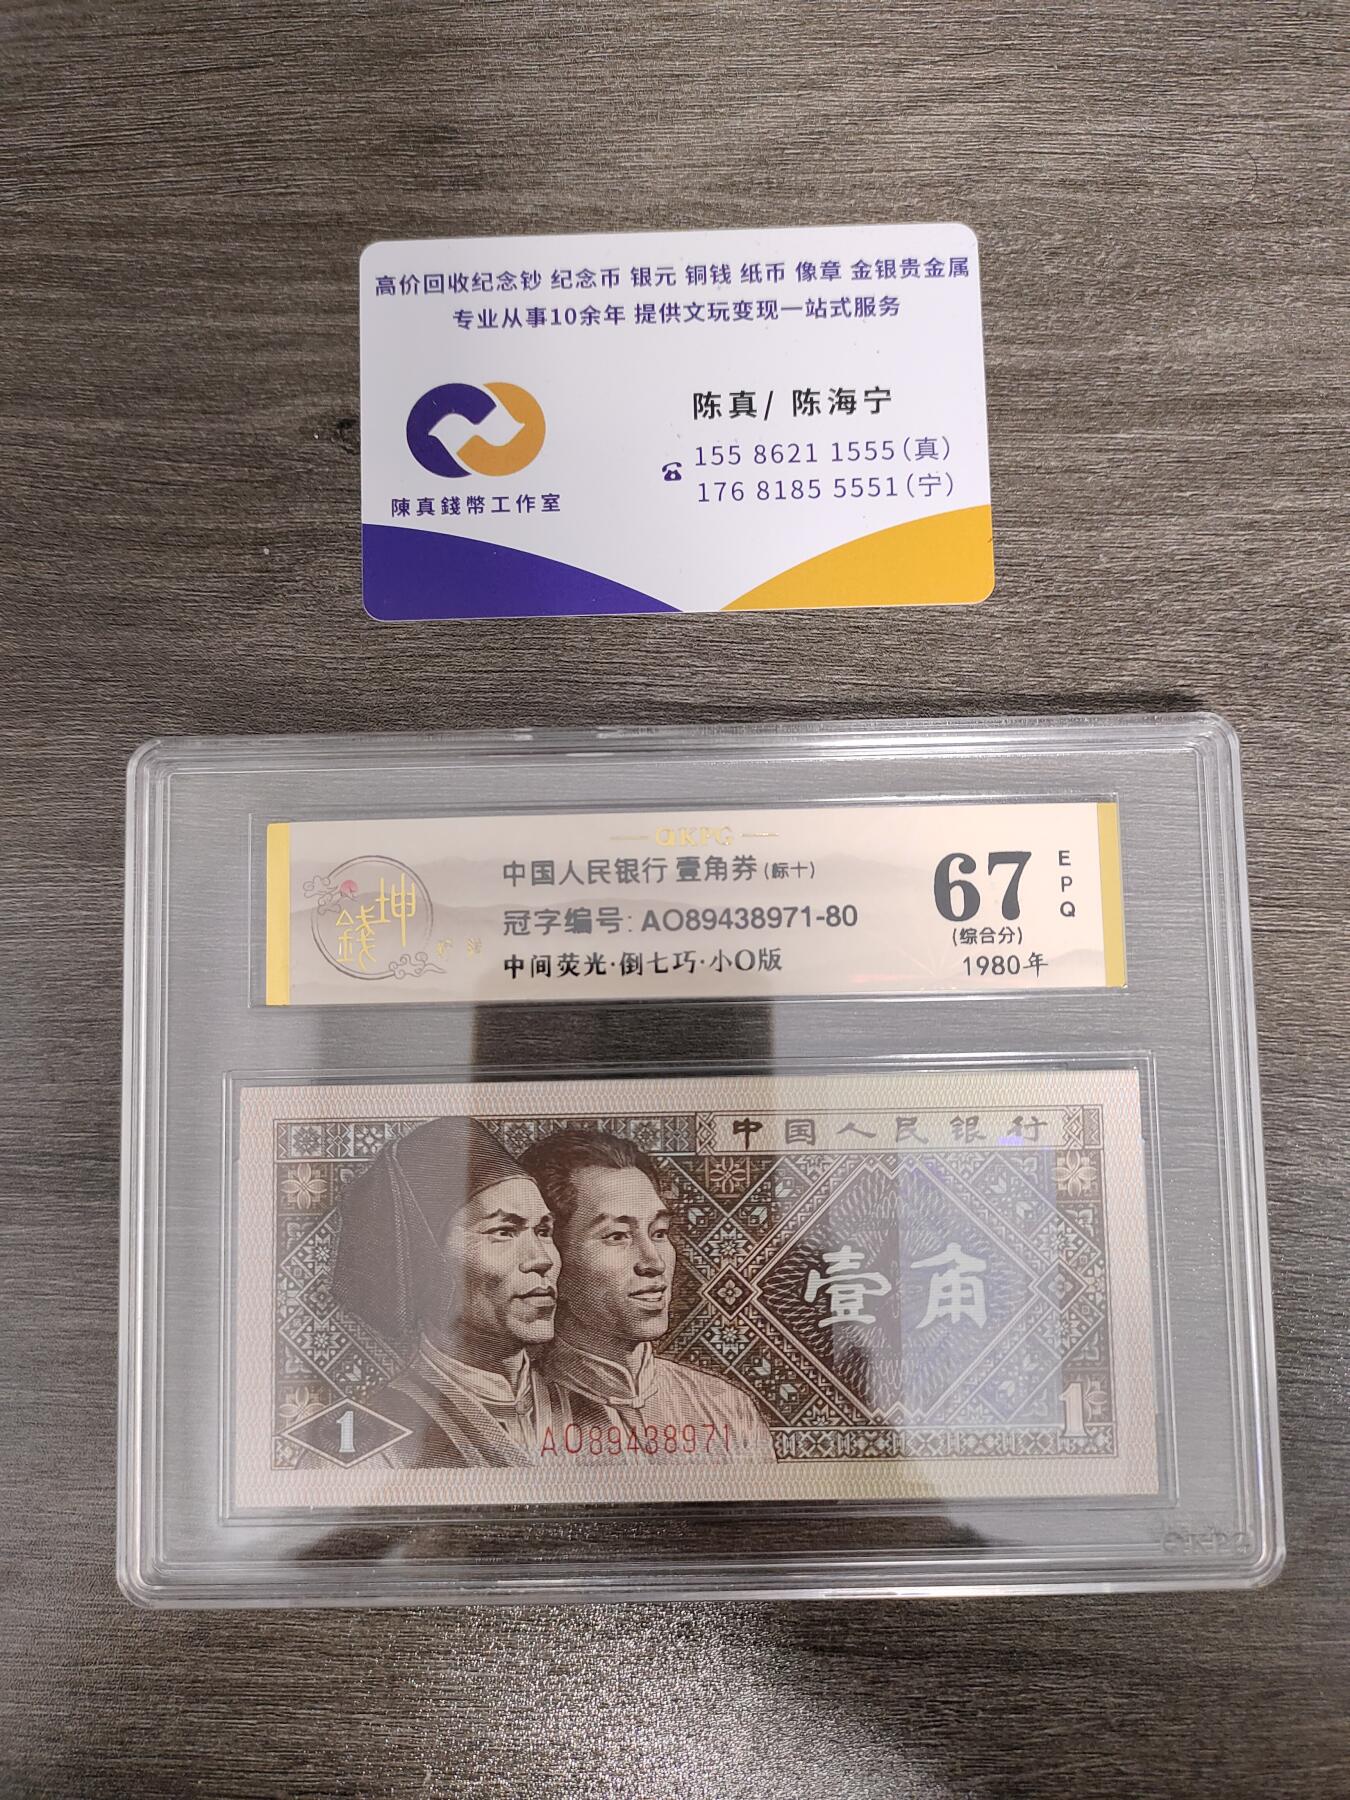 高价回收纪念钞 纪念币 银元 铜钱 纸币 像章 金银贵金属
专业从事10余年 提供文玩变现一站式服务
陈真/ 陈海宁
155 8621 1555(真)
176 8185 5551(宁)
陳真錢幣工作室
QKPG
坤
錢
中国人民银行 壹角券(标十)
冠字编号: AO89438971-80
中间荧光·倒七巧·小O版
67
EPQ
(综合分)
1980年
中国人民银行
壹角
1
AO89438971
1
QKPG